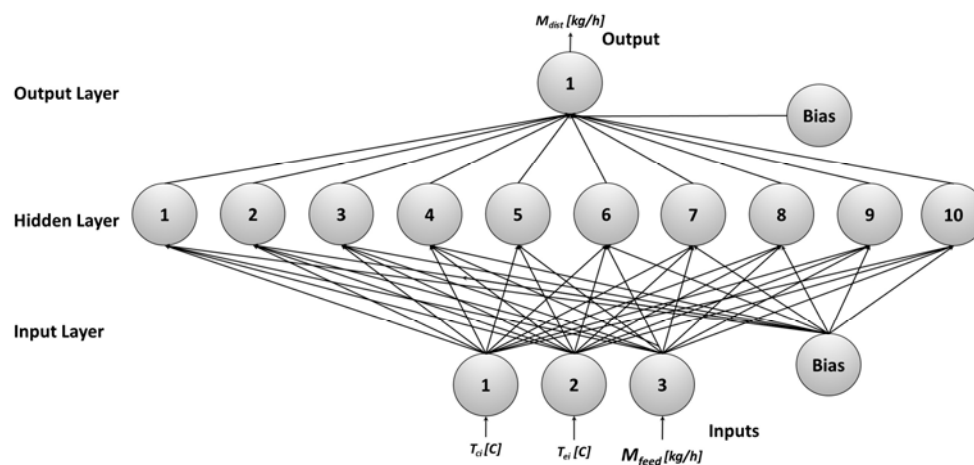 M_dist [kg/h]
Output
1
Output Layer
Bias
Hidden Layer
1 2 3 4 5 6 7 8 9 10
Input Layer
Bias
1 2 3
Inputs
T_ci [C] T_ei [C] M_feed [kg/h]